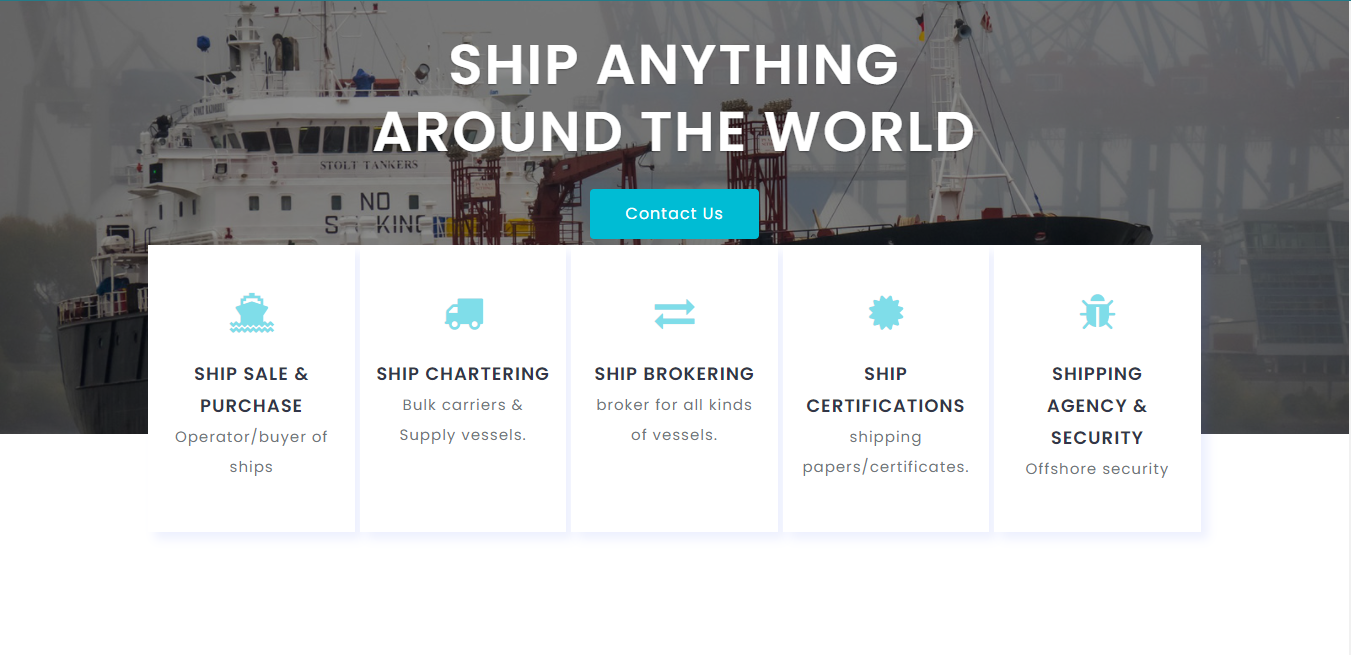 SHIP ANYTHING
AROUND THE WORLD
STOLT TANKERS
NO
Contact Us
SHIP SALE &
PURCHASE
Operator/buyer of
ships
SHIP CHARTERING
Bulk carriers &
Supply vessels.
SHIP BROKERING
broker for all kinds
of vessels.
SHIP
CERTIFICATIONS
shipping
papers/certificates.
SHIPPING
AGENCY &
SECURITY
Offshore security